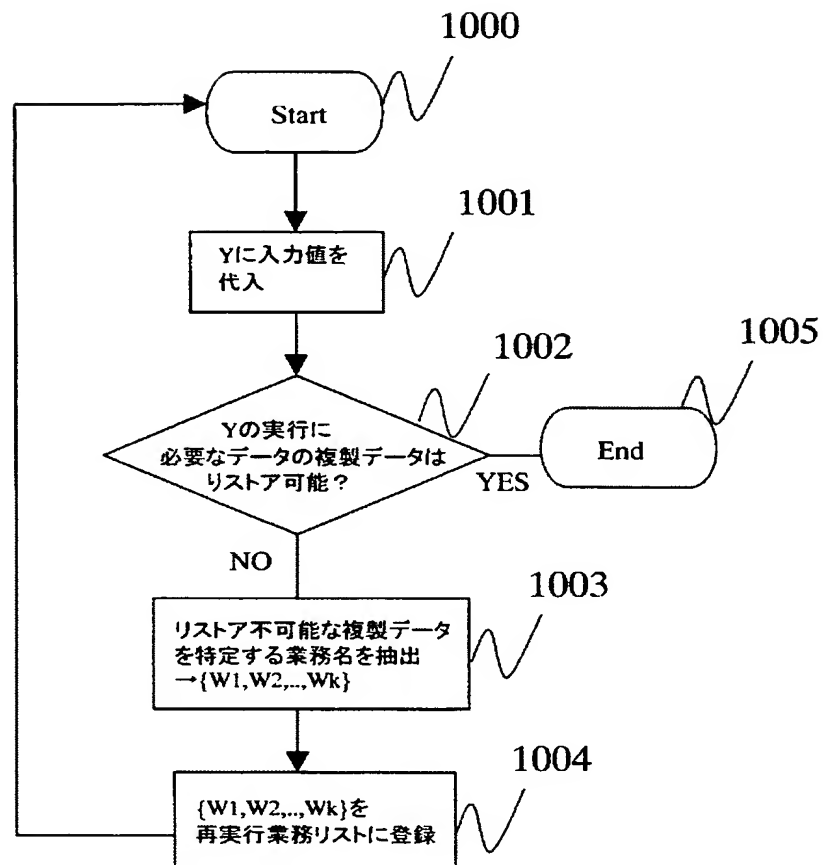 1000
Start
1001
Yに入力値を
代入
1002
1005
Yの実行に
必要なデータの複製データは
りストア可能？
End
YES
NO
1003
リストア不可能な複製データ
を特定する業務名を抽出
→{W1,W2,..,Wk}
1004
{W1,W2,..,Wk}を
再実行業務リストに登録